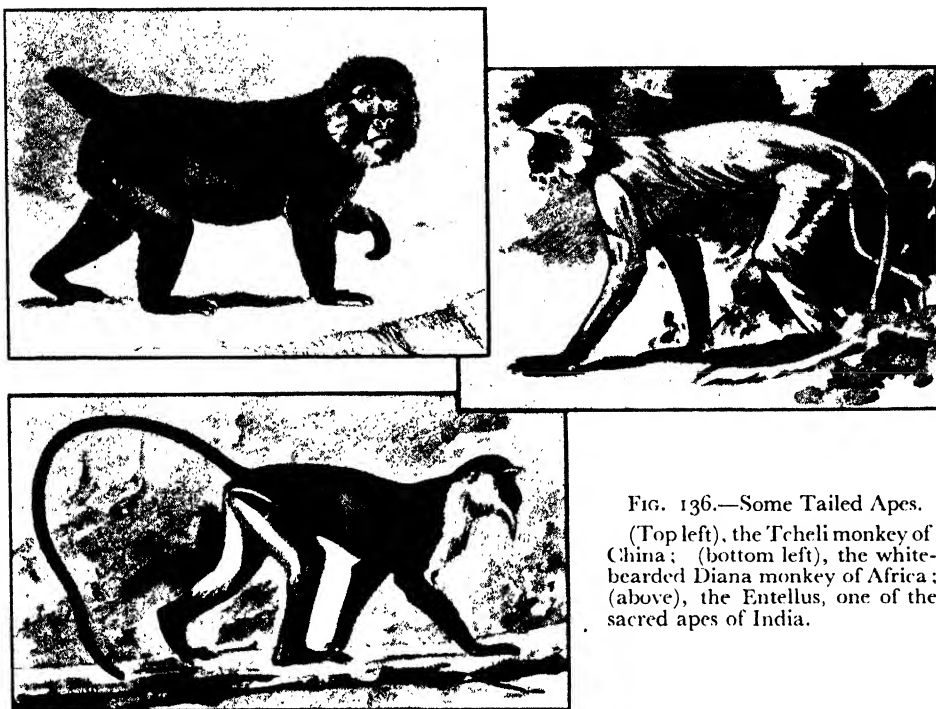 FIG. 136.—Some Tailed Apes.
(Top left), the Tcheli monkey of
China; (bottom left), the white-
bearded Diana monkey of Africa;
(above), the Entellus, one of the
sacred apes of India.